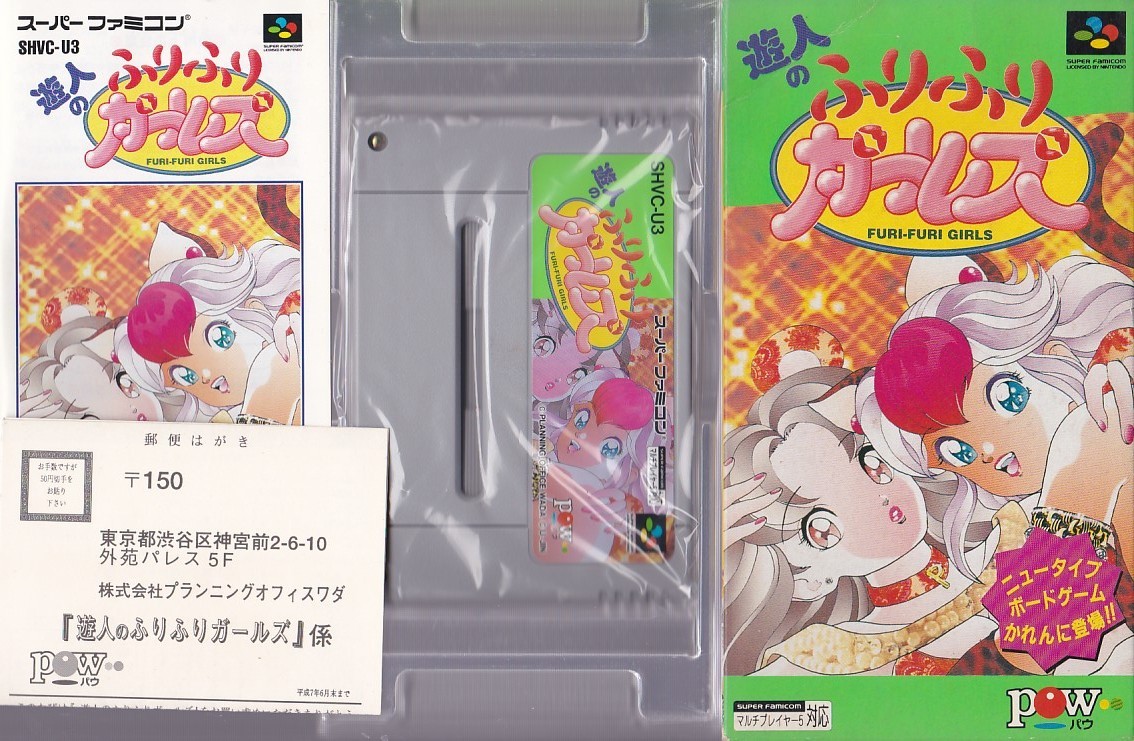 スーパー ファミコン®
SHVC-U3
SUPER FAMICOM
LICENSED BY NINTENDO
遊人の
ふりふり
ガールズ
FURI-FURI GIRLS
郵便はがき
お手数ですが
50円切手を
お貼り
下さい
〒150
東京都渋谷区神宮前2-6-10
外苑パレス5F
株式会社プランニングオフィスワダ
『遊人のふりふりガールズ』係
pow
パウ
平成7年6月末まで
SHVC-U3
遊人の
ふりふり
ガールズ
FURI-FURI GIRLS
スーパーファミコン
© PLANNING OFFICE WADA
pow
遊人の
ふりふり
ガールズ
FURI-FURI GIRLS
SUPER FAMICOM
LICENSED BY NINTENDO
ニュータイプ
ボードゲーム
かれんに登場!!
SUPER FAMICOM
マルチプレイヤー5 対応
pow
パウ